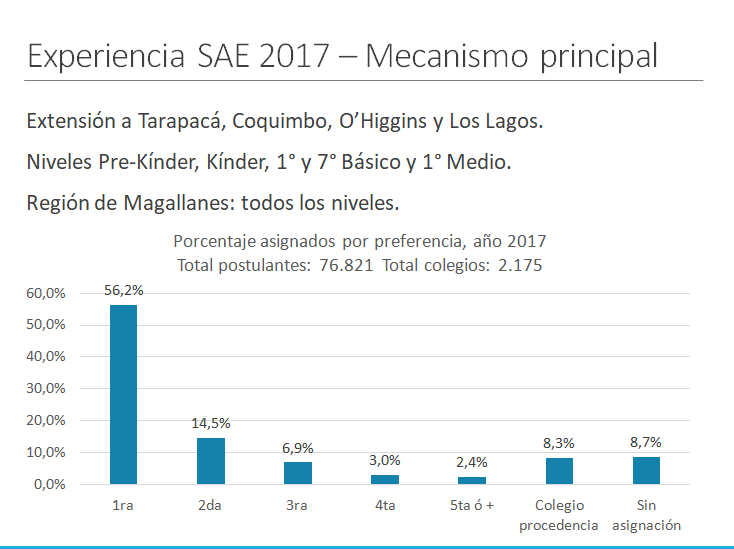 Experiencia SAE 2017 – Mecanismo principal
Extensión a Tarapacá, Coquimbo, O’Higgins y Los Lagos.
Niveles Pre-Kínder, Kínder, 1° y 7° Básico y 1° Medio.
Región de Magallanes: todos los niveles.
Porcentaje asignados por preferencia, año 2017
Total postulantes: 76.821 Total colegios: 2.175
60,0%
50,0%
40,0%
30,0%
20,0%
10,0%
0,0%
56,2%
14,5%
6,9%
3,0%
2,4%
8,3%
8,7%
1ra
2da
3ra
4ta
5ta ó +
Colegio
procedencia
Sin
asignación